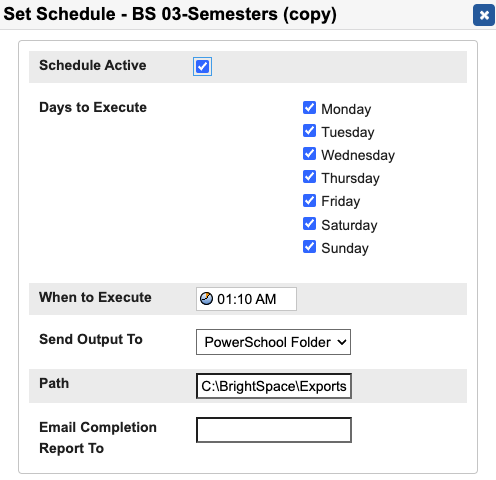 Set Schedule - BS 03-Semesters (copy)
Schedule Active
Days to Execute
Monday
Tuesday
Wednesday
Thursday
Friday
Saturday
Sunday
When to Execute
01:10 AM
Send Output To
PowerSchool Folder
Path
C:\BrightSpace\Exports
Email Completion
Report To